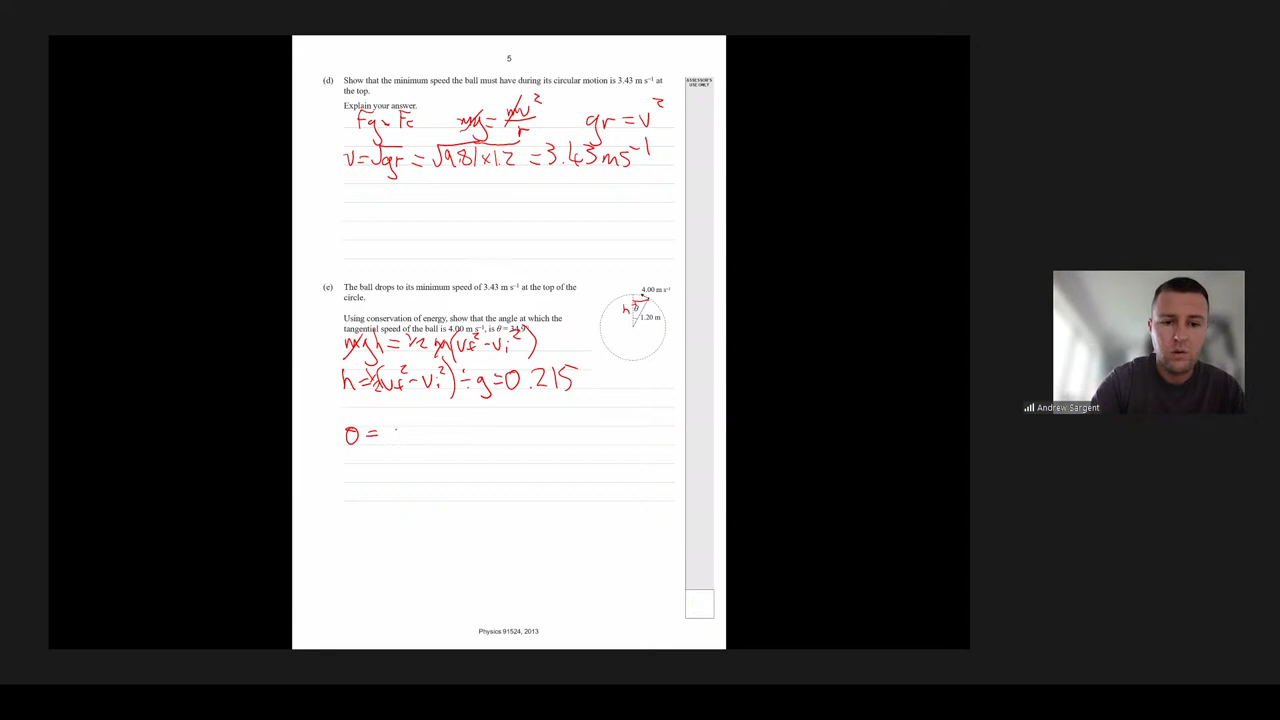 5
(d) Show that the minimum speed the ball must have during its circular motion is 3.43 m s⁻¹ at
the top.
ASSESSOR'S
USE ONLY
Explain your answer.
Fg = Fc mg = mv²/r gr = v²
v = √gr = √9.81×1.2 = 3.43 ms⁻¹
(e) The ball drops to its minimum speed of 3.43 m s⁻¹ at the top of the
circle.
4.00 m s⁻¹
h θ
1.20 m
Using conservation of energy, show that the angle at which the
tangential speed of the ball is 4.00 m s⁻¹, is θ = 34.9°
mgh = 1/2 m(vf² - vi²)
h = 1/2(vf² - vi²) ÷ g = 0.215
0 =
Andrew Sargent
Physics 91524, 2013